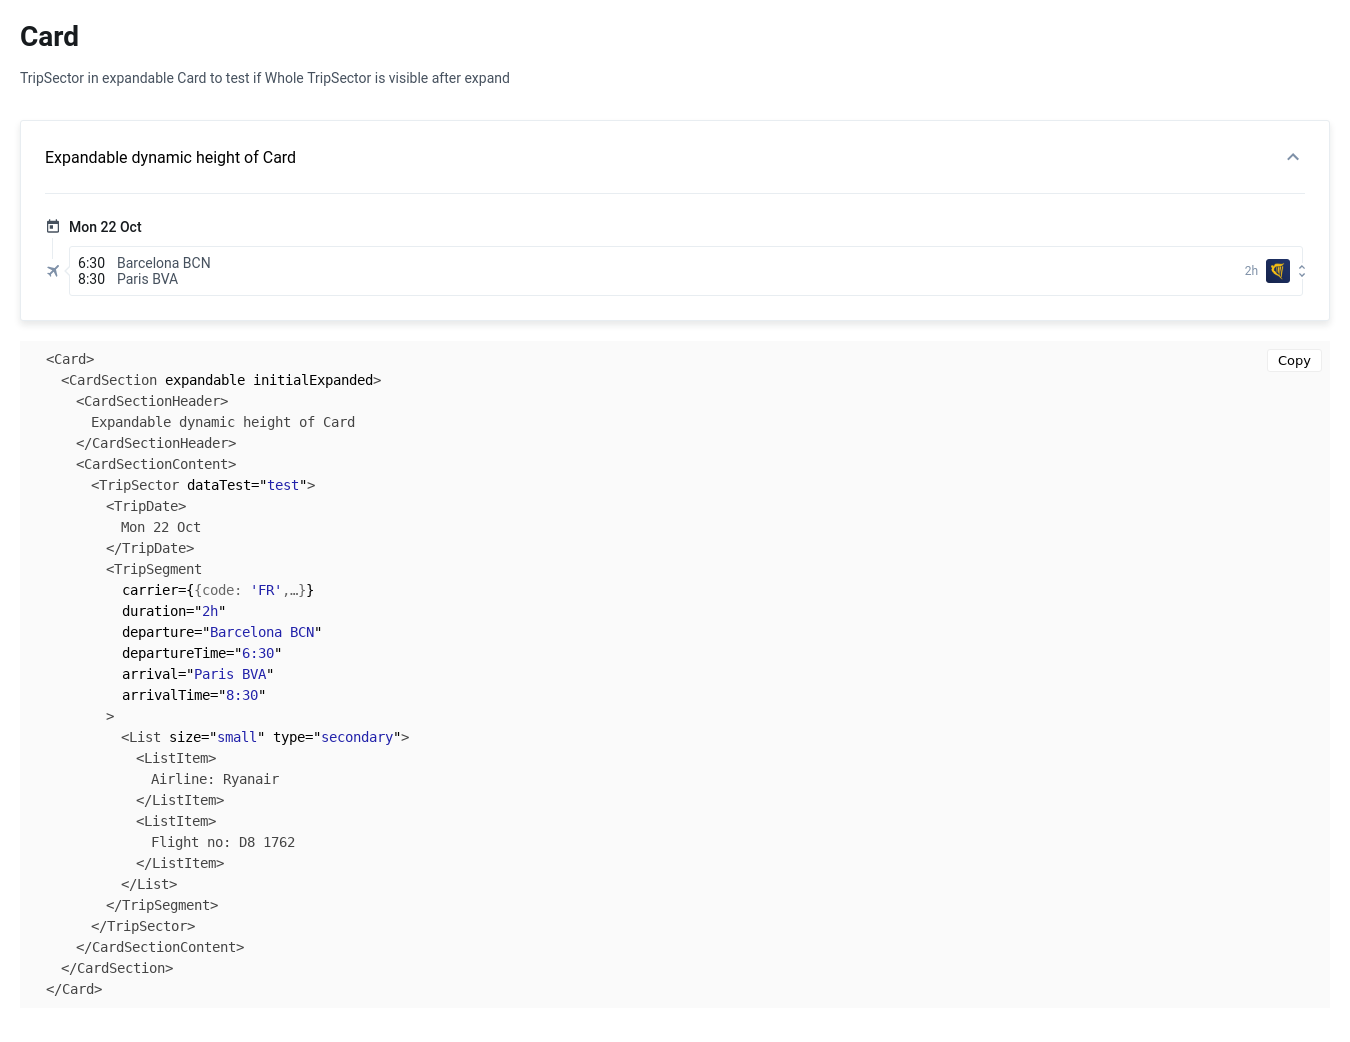 Card
TripSector in expandable Card to test if Whole TripSector is visible after expand
Expandable dynamic height of Card
Mon 22 Oct
6:30 Barcelona BCN
8:30 Paris BVA
2h
Copy
<Card>
<CardSection expandable initialExpanded>
<CardSectionHeader>
Expandable dynamic height of Card
</CardSectionHeader>
<CardSectionContent>
<TripSector dataTest="test">
<TripDate>
Mon 22 Oct
</TripDate>
<TripSegment
carrier={{code: 'FR',…}}
duration="2h"
departure="Barcelona BCN"
departureTime="6:30"
arrival="Paris BVA"
arrivalTime="8:30"
>
<List size="small" type="secondary">
<ListItem>
Airline: Ryanair
</ListItem>
<ListItem>
Flight no: D8 1762
</ListItem>
</List>
</TripSegment>
</TripSector>
</CardSectionContent>
</CardSection>
</Card>